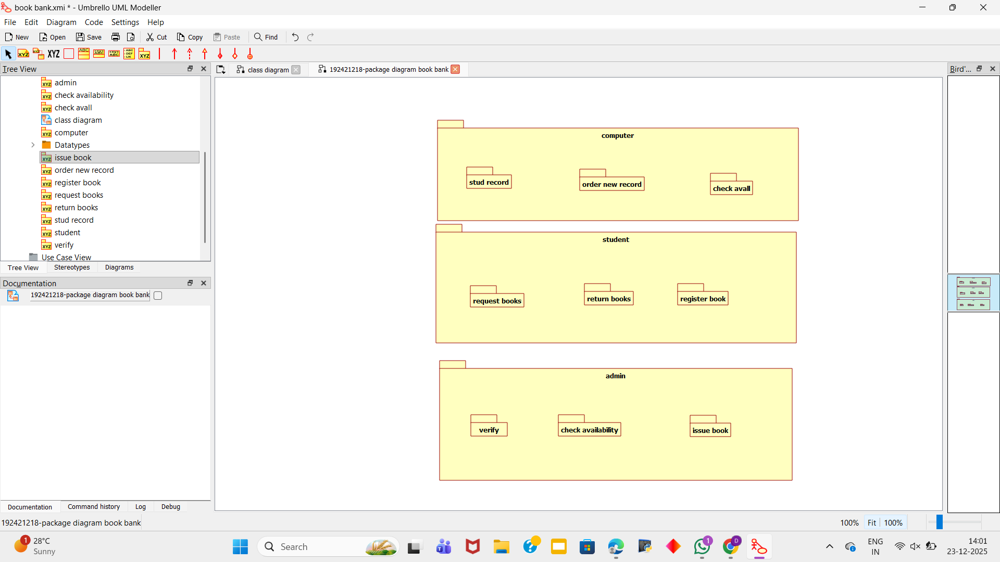 book bank.xmi * - Umbrello UML Modeller
File Edit Diagram Code Settings Help
New Open Save Cut Copy Paste Find
Tree View
class diagram
192421218-package diagram book bank
Bird'...
admin
check availability
check avall
class diagram
computer
Datatypes
issue book
order new record
register book
request books
return books
stud record
student
verify
Use Case View
Tree View Stereotypes Diagrams
Documentation
192421218-package diagram book bank
Documentation Command history Log Debug
computer
stud record
order new record
check avall
student
request books
return books
register book
admin
verify
check availability
issue book
192421218-package diagram book bank
100% Fit 100%
1
28°C
Sunny
Search
1
D
ENG
IN
14:01
23-12-2025